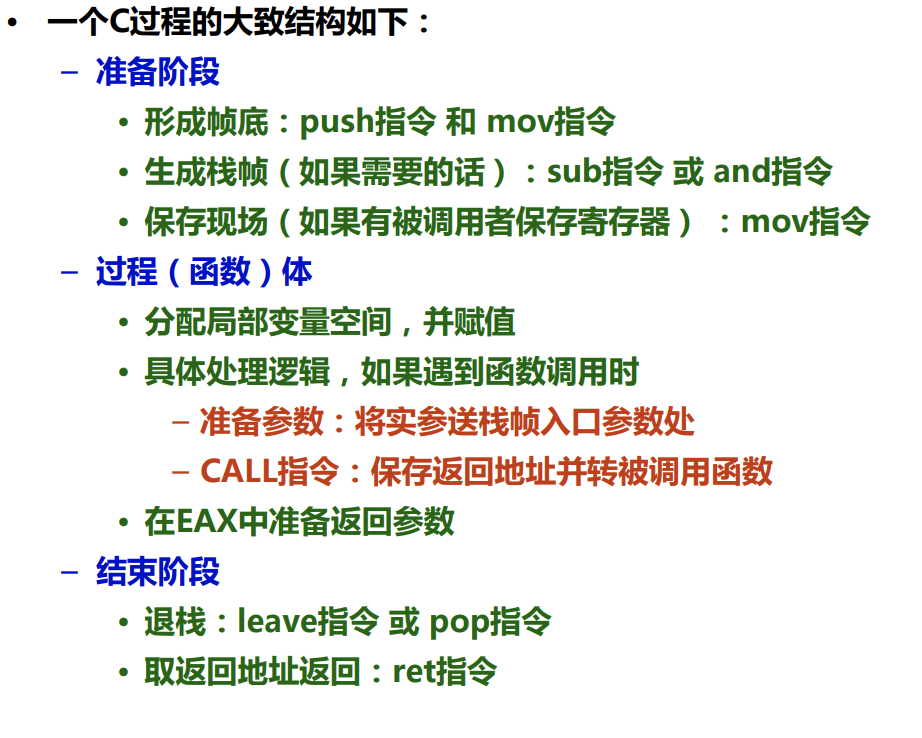 • 一个C过程的大致结构如下：
– 准备阶段
• 形成帧底：push指令 和 mov指令
• 生成栈帧（如果需要的话）：sub指令 或 and指令
• 保存现场（如果有被调用者保存寄存器） ：mov指令
– 过程（函数）体
• 分配局部变量空间，并赋值
• 具体处理逻辑，如果遇到函数调用时
– 准备参数：将实参送栈帧入口参数处
– CALL指令：保存返回地址并转被调用函数
• 在EAX中准备返回参数
– 结束阶段
• 退栈：leave指令 或 pop指令
• 取返回地址返回：ret指令